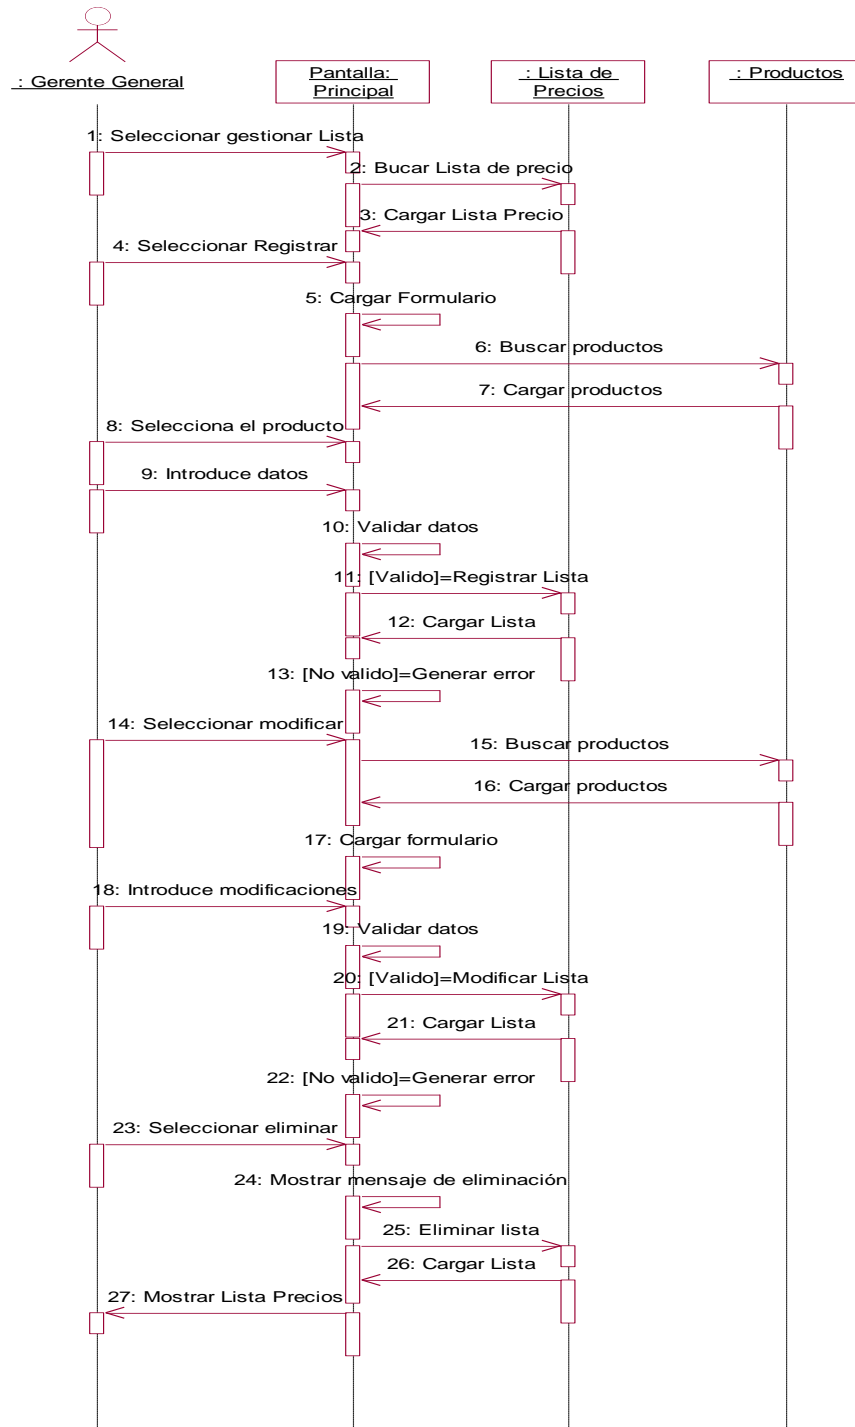 : Gerente General
Pantalla:
Principal
: Lista de
Precios
: Productos
1: Seleccionar gestionar Lista
2: Bucar Lista de precio
3: Cargar Lista Precio
4: Seleccionar Registrar
5: Cargar Formulario
6: Buscar productos
7: Cargar productos
8: Selecciona el producto
9: Introduce datos
10: Validar datos
11: [Valido]=Registrar Lista
12: Cargar Lista
13: [No valido]=Generar error
14: Seleccionar modificar
15: Buscar productos
16: Cargar productos
17: Cargar formulario
18: Introduce modificaciones
19: Validar datos
20: [Valido]=Modificar Lista
21: Cargar Lista
22: [No valido]=Generar error
23: Seleccionar eliminar
24: Mostrar mensaje de eliminación
25: Eliminar lista
26: Cargar Lista
27: Mostrar Lista Precios